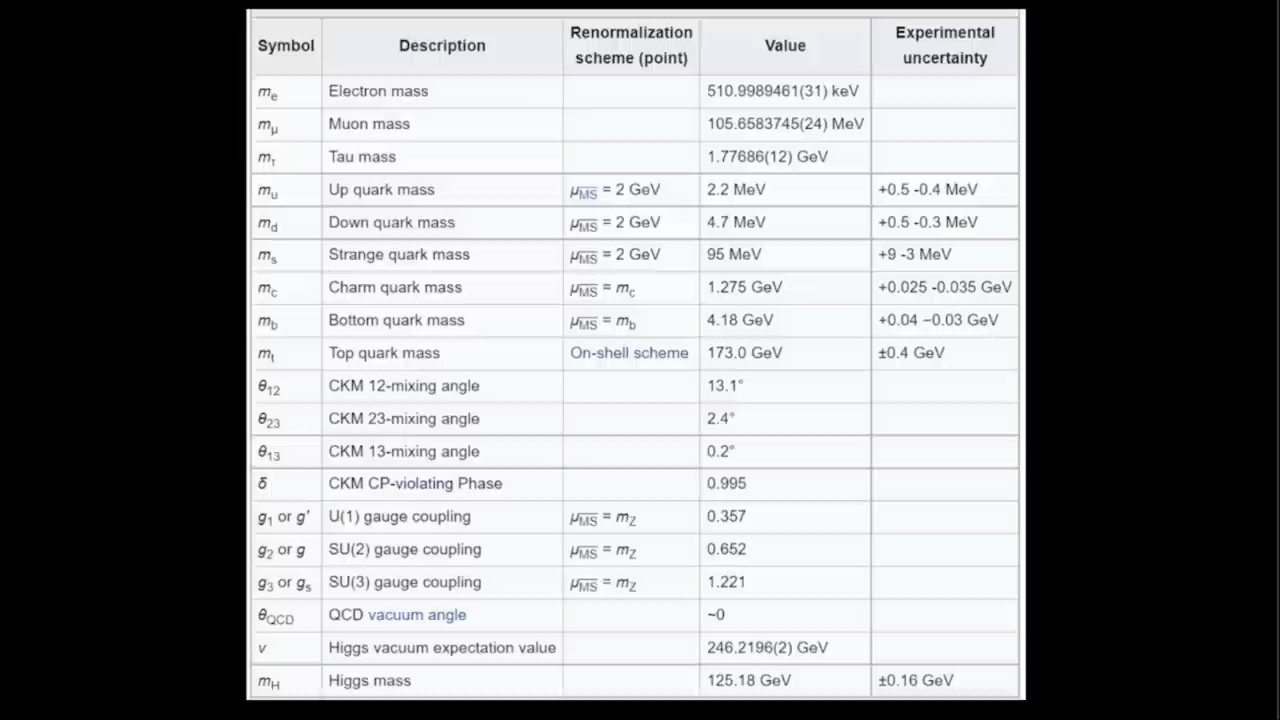 Symbol Description Renormalization scheme (point) Value Experimental uncertainty
me Electron mass 510.9989461(31) keV
mμ Muon mass 105.6583745(24) MeV
mτ Tau mass 1.77686(12) GeV
mu Up quark mass μMS = 2 GeV 2.2 MeV +0.5 -0.4 MeV
md Down quark mass μMS = 2 GeV 4.7 MeV +0.5 -0.3 MeV
ms Strange quark mass μMS = 2 GeV 95 MeV +9 -3 MeV
mc Charm quark mass μMS = mc 1.275 GeV +0.025 -0.035 GeV
mb Bottom quark mass μMS = mb 4.18 GeV +0.04 −0.03 GeV
mt Top quark mass On-shell scheme 173.0 GeV ±0.4 GeV
θ12 CKM 12-mixing angle 13.1°
θ23 CKM 23-mixing angle 2.4°
θ13 CKM 13-mixing angle 0.2°
δ CKM CP-violating Phase 0.995
g1 or g' U(1) gauge coupling μMS = mZ 0.357
g2 or g SU(2) gauge coupling μMS = mZ 0.652
g3 or gs SU(3) gauge coupling μMS = mZ 1.221
θQCD QCD vacuum angle ~0
v Higgs vacuum expectation value 246.2196(2) GeV
mH Higgs mass 125.18 GeV ±0.16 GeV